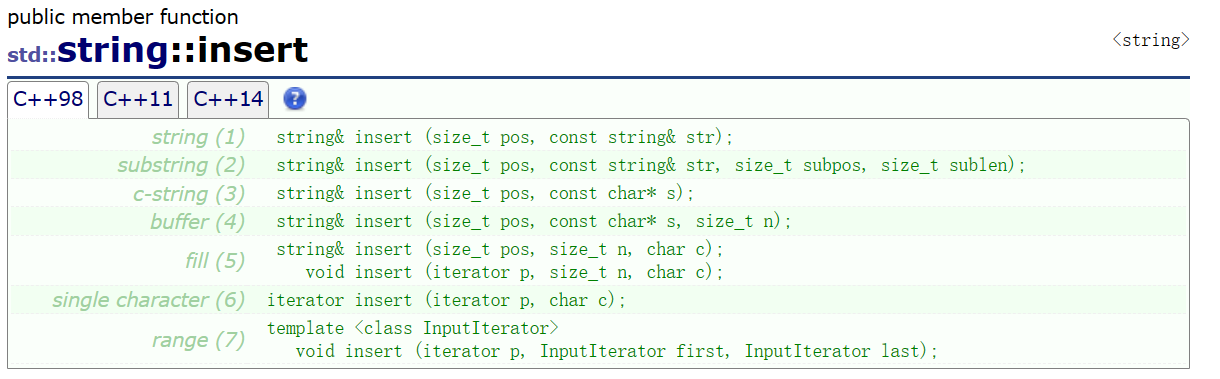 public member function
std::string::insert
<string>
C++98 C++11 C++14 ?
string (1) string& insert (size_t pos, const string& str);
substring (2) string& insert (size_t pos, const string& str, size_t subpos, size_t sublen);
c-string (3) string& insert (size_t pos, const char* s);
buffer (4) string& insert (size_t pos, const char* s, size_t n);
fill (5) string& insert (size_t pos, size_t n, char c);
void insert (iterator p, size_t n, char c);
single character (6) iterator insert (iterator p, char c);
range (7) template <class InputIterator>
void insert (iterator p, InputIterator first, InputIterator last);